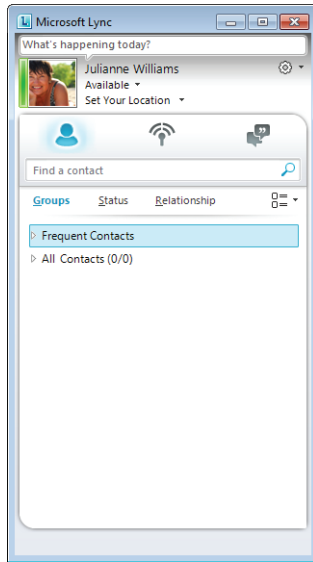 Microsoft Lync
What's happening today?
Julianne Williams
Available
Set Your Location
Find a contact
Groups Status Relationship
Frequent Contacts
All Contacts (0/0)